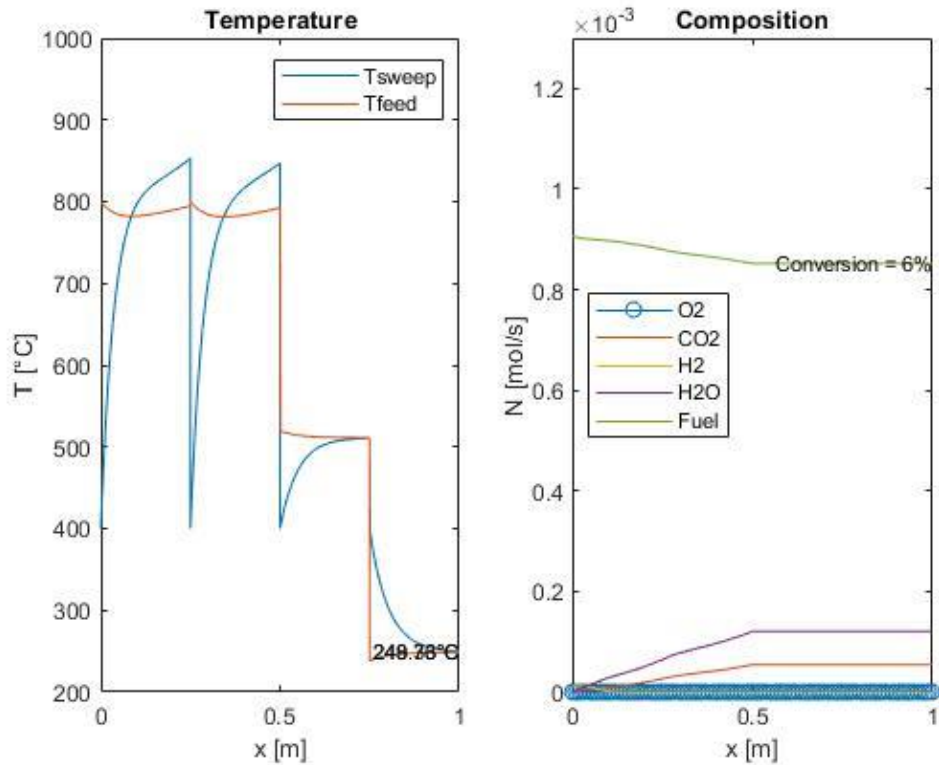 Temperature
1000
900
800
700
600
500
400
300
200
T [°C]
Tsweep
Tfeed
0
0.5
1
x [m]
Composition
×10⁻³
1.2
1
0.8
0.6
0.4
0.2
0
N [mol/s]
Conversion = 6%
O2
CO2
H2
H2O
Fuel
0
0.5
1
x [m]